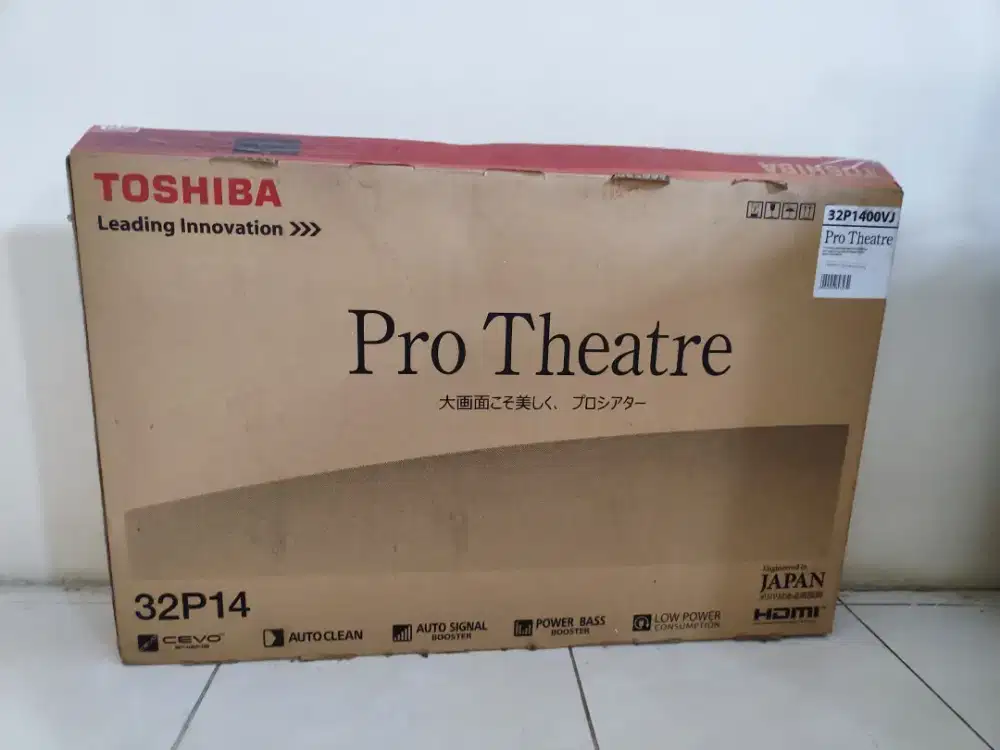 TOSHIBA
TOSHIBA
Leading Innovation >>>
32P1400VJ
Pro Theatre
Pro Theatre
大画面こそ美しく、プロシアター
32P14
Engineered in
JAPAN
HDMI
CEVO
AUTO CLEAN
AUTO SIGNAL
BOOSTER
POWER BASS
BOOSTER
LOW POWER
CONSUMPTION